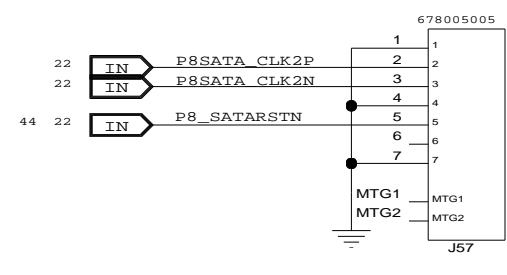 678005005
1 1
22 IN P8SATA_CLK2P 2 2
22 IN P8SATA_CLK2N 3 3
4 4
44 22 IN P8_SATARSTN 5 5
6 6
7 7
MTG1 MTG1
MTG2 MTG2
J57